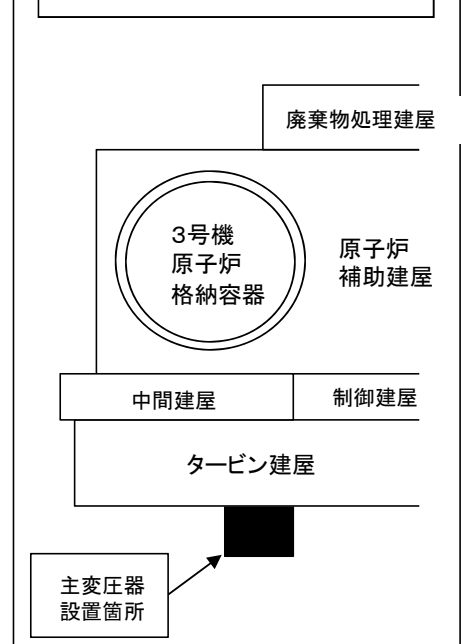 廃棄物処理建屋
3号機
原子炉
格納容器
原子炉
補助建屋
中間建屋
制御建屋
タービン建屋
主変圧器
設置箇所